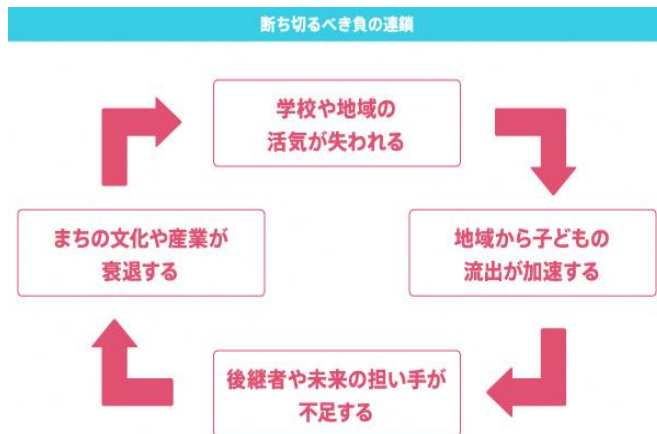 断ち切るべき負の連鎖
学校や地域の
活気が失われる
地域から子どもの
流出が加速する
後継者や未来の担い手が
不足する
まちの文化や産業が
衰退する